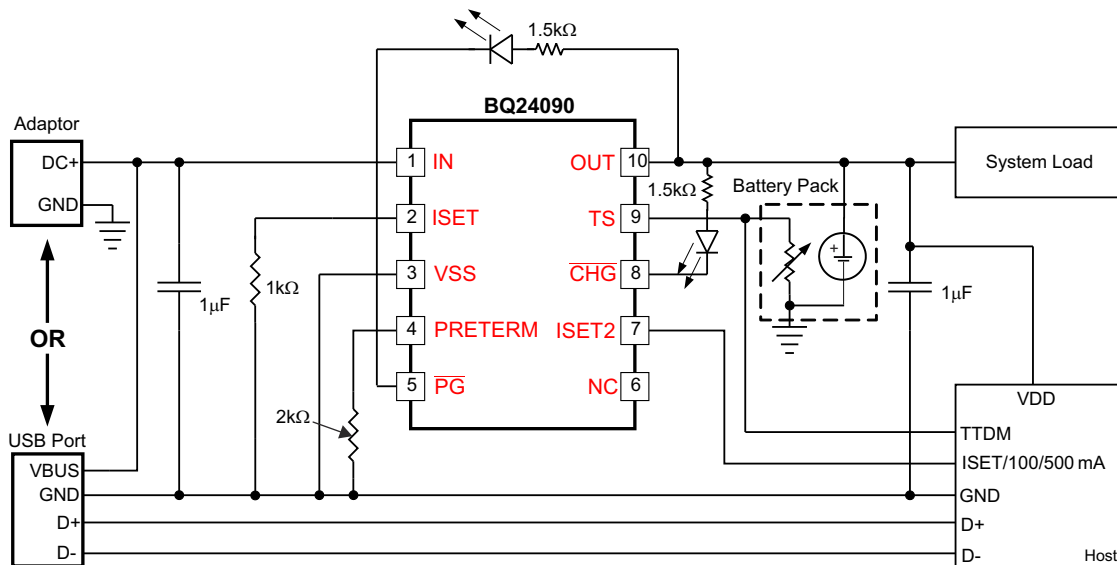 1.5kΩ
BQ24090
Adaptor
DC+
GND
1 IN
OUT 10
System Load
1.5kΩ
Battery Pack
2 ISET
TS 9
+
3 VSS
CHG 8
1kΩ
1μF
1μF
OR
4 PRETERM
ISET2 7
5 PG
NC 6
VDD
2kΩ
TTDM
USB Port
VBUS
ISET/100/500 mA
GND
GND
D+
D+
D-
D-
Host